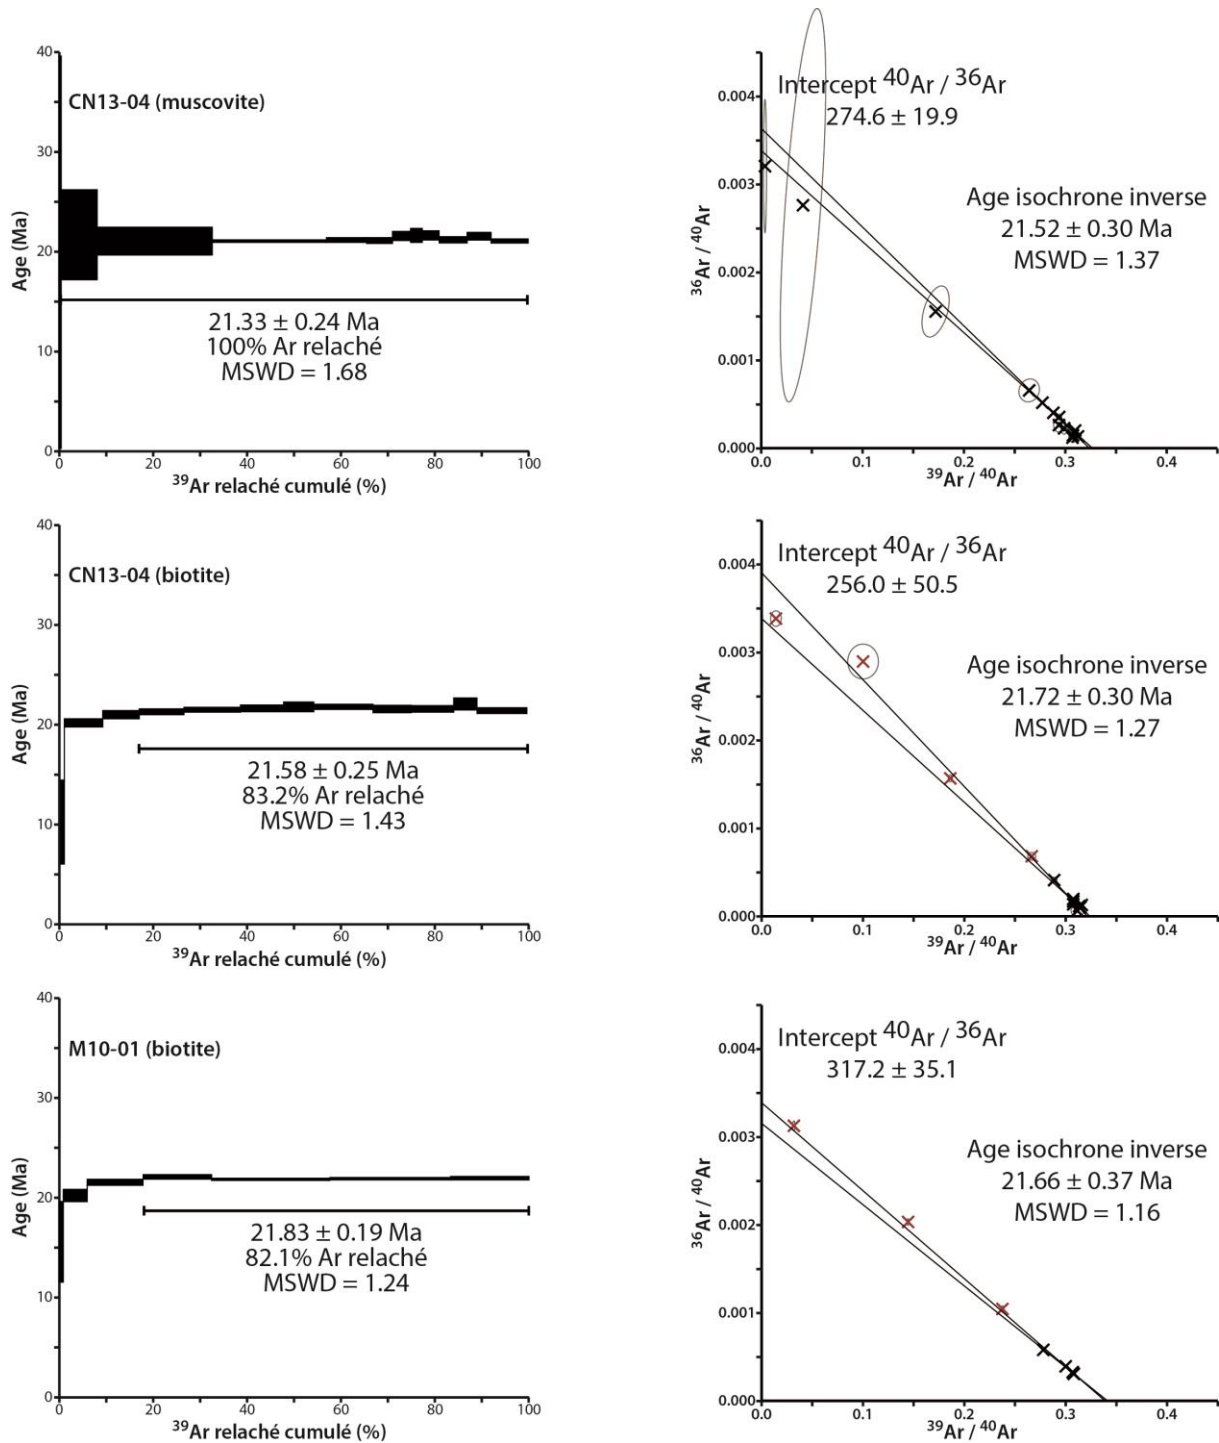 40
CN13-04 (muscovite)
30
20
10
0
Age (Ma)
21.33 ± 0.24 Ma
100% Ar relaché
MSWD = 1.68
0 20 40 60 80 100
39Ar relaché cumulé (%)
Intercept 40Ar / 36Ar
274.6 ± 19.9
0.004
0.003
0.002
0.001
0.000
36Ar / 40Ar
Age isochrone inverse
21.52 ± 0.30 Ma
MSWD = 1.37
0.0 0.1 0.2 0.3 0.4
39Ar / 40Ar
40
CN13-04 (biotite)
30
20
10
0
Age (Ma)
21.58 ± 0.25 Ma
83.2% Ar relaché
MSWD = 1.43
0 20 40 60 80 100
39Ar relaché cumulé (%)
Intercept 40Ar / 36Ar
256.0 ± 50.5
0.004
0.003
0.002
0.001
0.000
36Ar / 40Ar
Age isochrone inverse
21.72 ± 0.30 Ma
MSWD = 1.27
0.0 0.1 0.2 0.3 0.4
39Ar / 40Ar
40
M10-01 (biotite)
30
20
10
0
Age (Ma)
21.83 ± 0.19 Ma
82.1% Ar relaché
MSWD = 1.24
0 20 40 60 80 100
39Ar relaché cumulé (%)
Intercept 40Ar / 36Ar
317.2 ± 35.1
0.004
0.003
0.002
0.001
0.000
36Ar / 40Ar
Age isochrone inverse
21.66 ± 0.37 Ma
MSWD = 1.16
0.0 0.1 0.2 0.3 0.4
39Ar / 40Ar